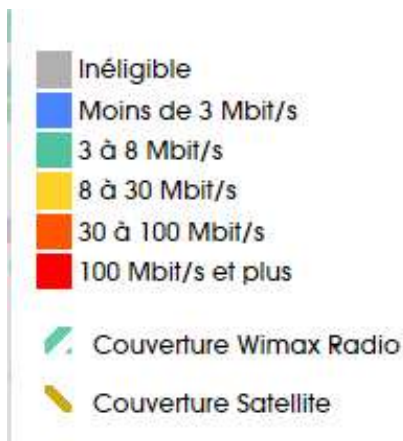 Inéligible
Moins de 3 Mbit/s
3 à 8 Mbit/s
8 à 30 Mbit/s
30 à 100 Mbit/s
100 Mbit/s et plus
Couverture Wimax Radio
Couverture Satellite